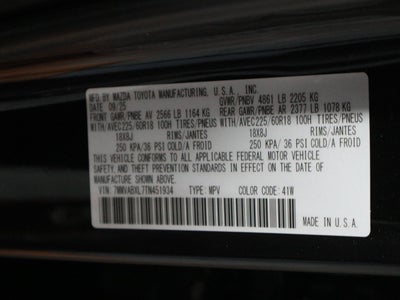 MFD BY MAZDA TOYOTA MANUFACTURING, U.S.A., INC.
09/25 GVWR/PNBV 4861 LB 2205 KG
FRONT GAWR/PNBE AV 2566 LB 1164 KG REAR GAWR/PNBE AR 2377 LB 1078 KG
WITH/AVEC225/60R18 100H TIRES/PNEUS WITH/AVEC225/60R18 100H TIRES/PNEUS
18X8J RIMS/JANTES 18X8J RIMS/JANTES
250 KPA/36 PSI COLD/A FROID 250 KPA/36 PSI COLD/A FROID
THIS VEHICLE CONFORMS TO ALL APPLICABLE FEDERAL MOTOR VEHICLE
SAFETY, AND THEFT PREVENTION STANDARDS IN EFFECT ON THE DATE OF
MANUFACTURE SHOWN ABOVE.
VIN 7MMVABXL7TN451934 TYPE: MPV COLOR CODE: 41W
MADE IN U.S.A.